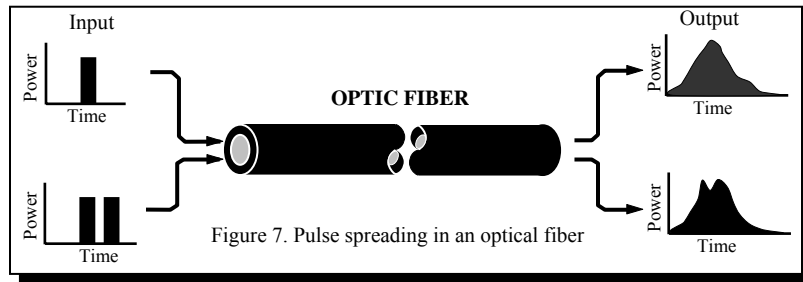 Input
Output
Power
Time
OPTIC FIBER
Power
Time
Power
Time
Figure 7. Pulse spreading in an optical fiber
Power
Time